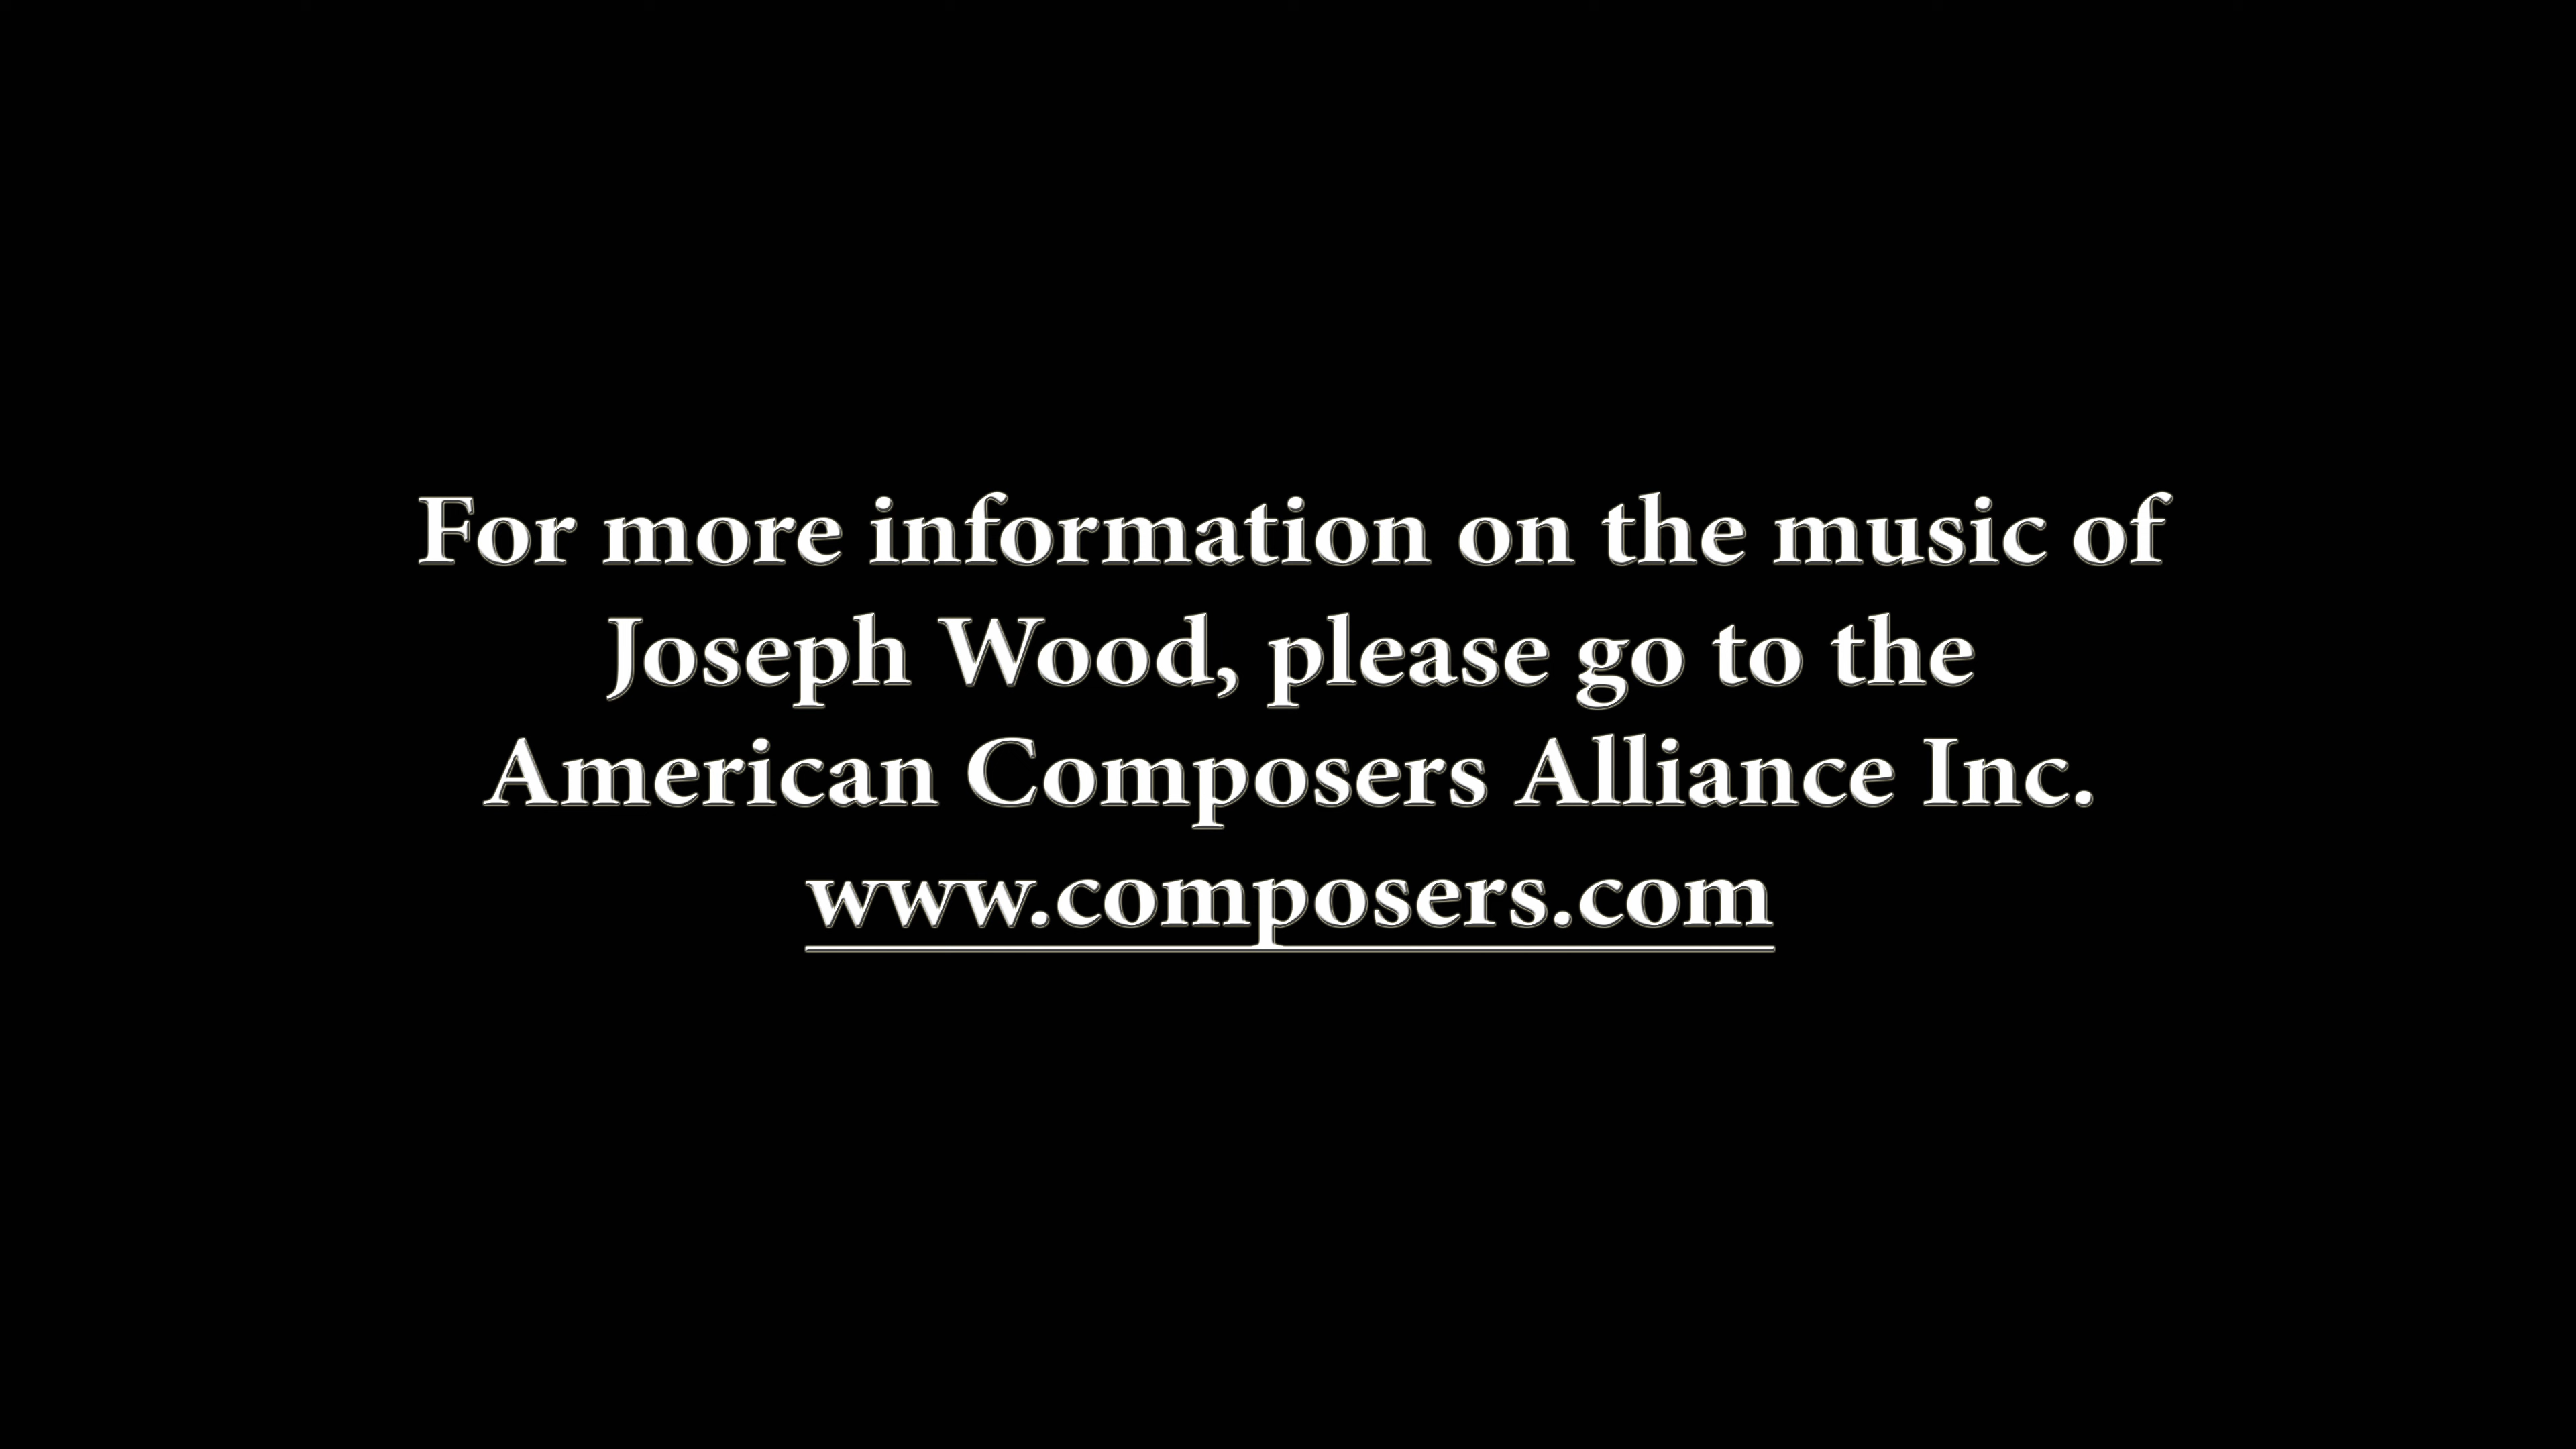 For more information on the music of
Joseph Wood, please go to the
American Composers Alliance Inc.
www.composers.com